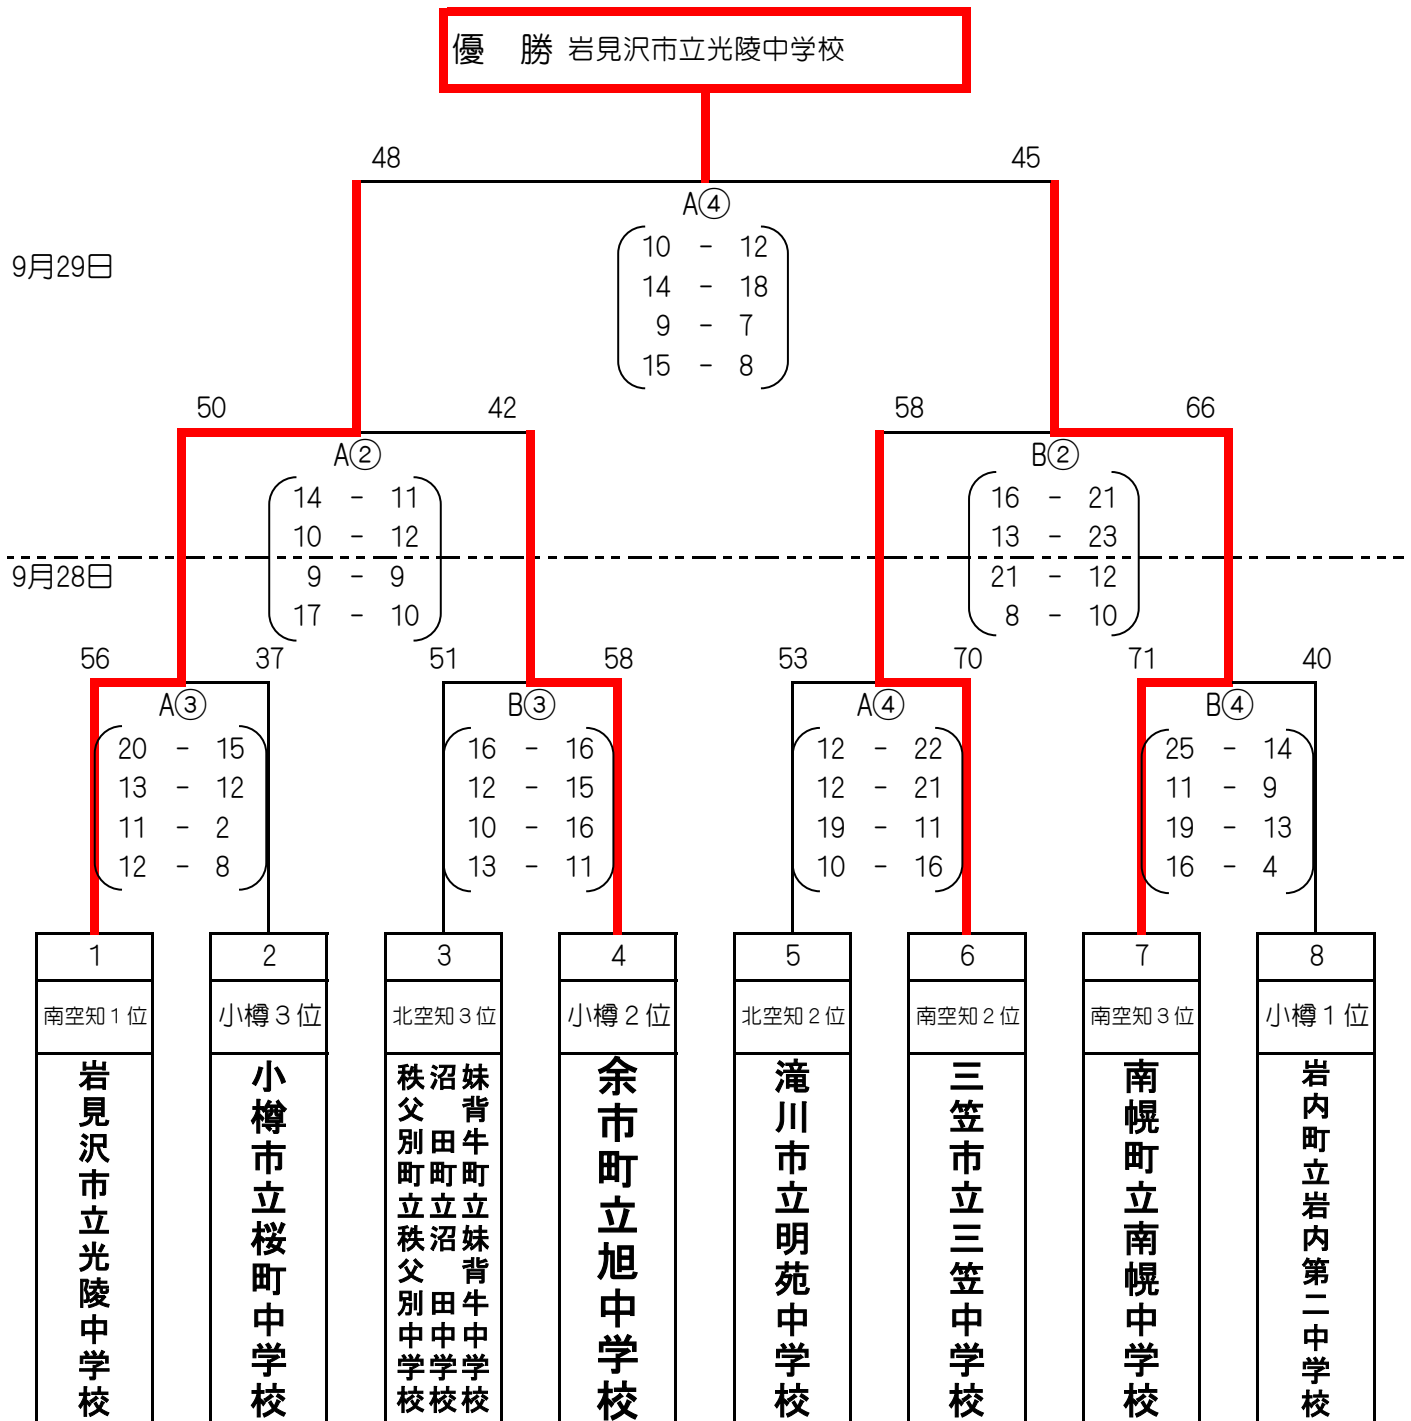 優　勝 岩見沢市立光陵中学校
48 45
A④
10 - 12
9月29日
14 - 18
9 - 7
15 - 8
50 42 58 66
A② B②
14 - 11 16 - 21
10 - 12 13 - 23
9月28日
9 - 9 21 - 12
17 - 10 8 - 10
56 37 51 58 53 70 71 40
A③ B③ A④ B④
20 - 15 16 - 16 12 - 22 25 - 14
13 - 12 12 - 15 12 - 21 11 - 9
11 - 2 10 - 16 19 - 11 19 - 13
12 - 8 13 - 11 10 - 16 16 - 4
1 2 3 4 5 6 7 8
南空知1位 小樽3位 北空知3位 小樽2位 北空知2位 南空知2位 南空知3位 小樽1位
岩見沢市立光陵中学校
小樽市立桜町中学校
妹背牛町立妹背牛中学校
沼田町立沼田中学校
秩父別町立秩父別中学校
余市町立旭中学校
滝川市立明苑中学校
三笠市立三笠中学校
南幌町立南幌中学校
岩内町立岩内第二中学校